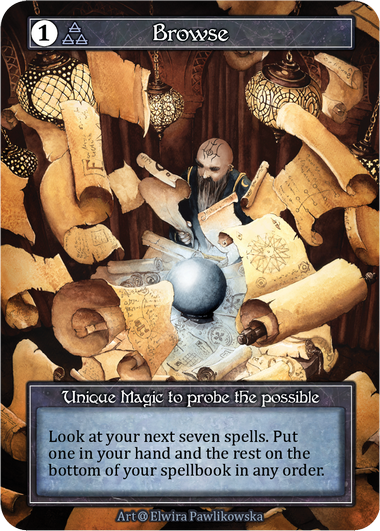 1
Browse
Unique Magic to probe the possible
Look at your next seven spells. Put
one in your hand and the rest on the
bottom of your spellbook in any order.
Art @ Elwira Pawlikowska